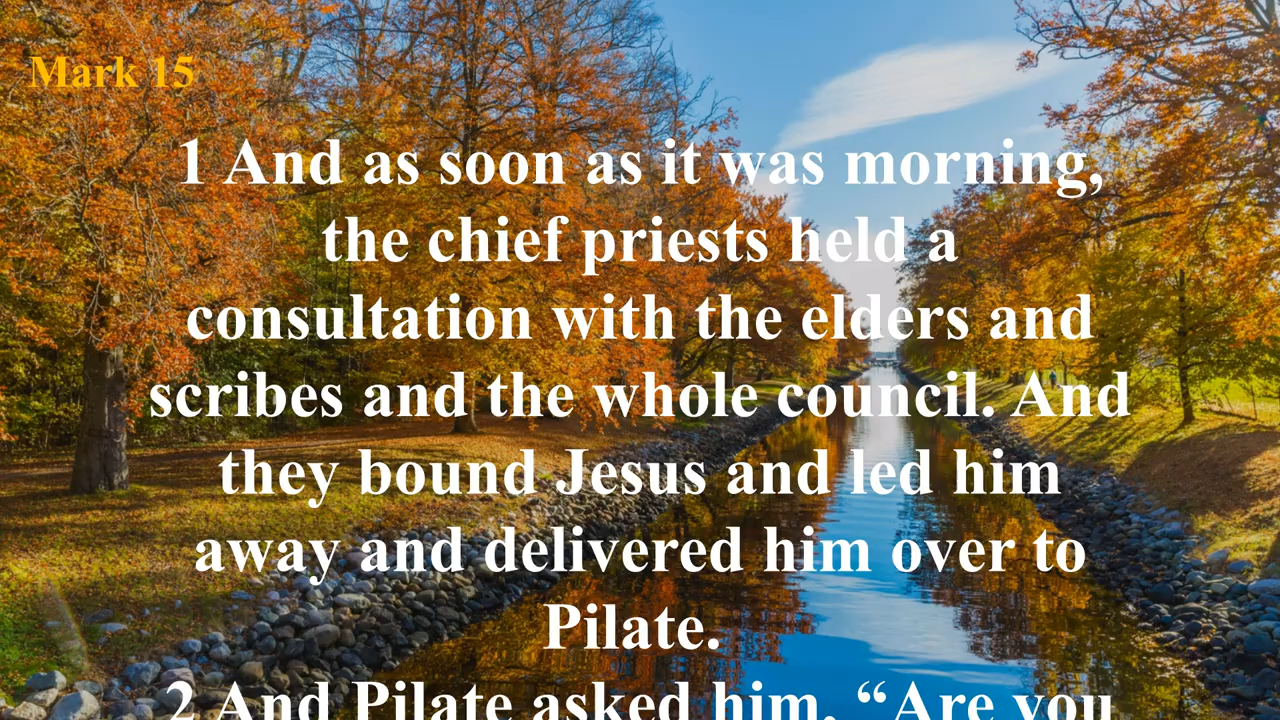 Mark 15
1 And as soon as it was morning,
the chief priests held a
consultation with the elders and
scribes and the whole council. And
they bound Jesus and led him
away and delivered him over to
Pilate.
2 And Pilate asked him, “Are you